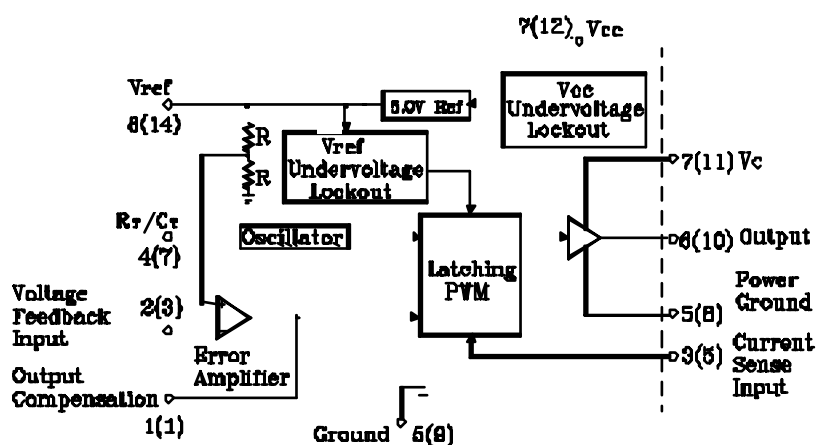 7(12) Vcc
Vref
8(14)
5.0V Ref
Vcc
Undervoltage
Lockout
R
R
Vref
Undervoltage
Lockout
7(11) Vc
RT/CT
4(7)
Oscillator
Latching
PWM
6(10) Output
Voltage
Feedback
Input
2(3)
Power
Ground
5(8)
Error
Amplifier
3(5)
Current
Sense
Input
Output
Compensation
1(1)
Ground 5(9)